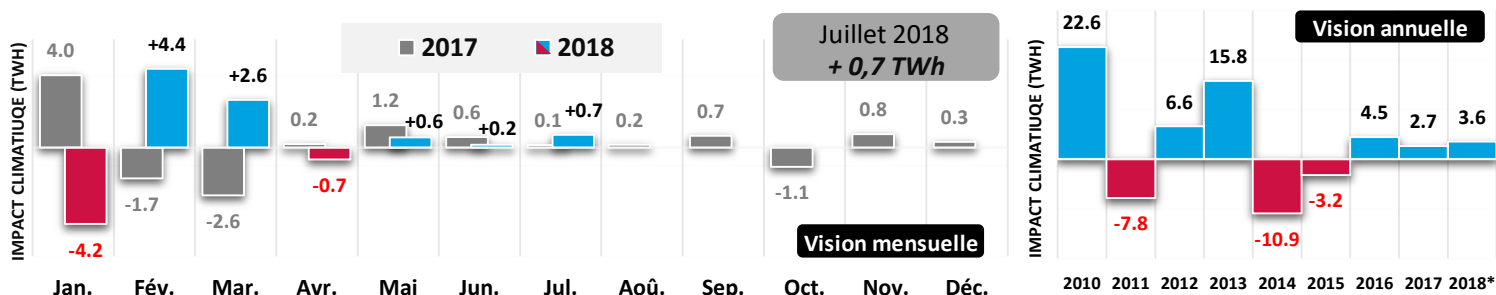 IMPACT CLIMATIUQE (TWH)
2017 2018
Juillet 2018
+ 0,7 TWh
4.0 +4.4 +2.6 0.2 1.2 +0.6 0.6 +0.2 0.1 +0.7 0.2 0.7 0.8 0.3
-4.2 -1.7 -2.6 -0.7 -1.1
Vision mensuelle
Jan. Fév. Mar. Avr. Mai Jun. Jul. Aoû. Sep. Oct. Nov. Déc.
IMPACT CLIMATIUQE (TWH)
Vision annuelle
22.6 6.6 15.8 4.5 2.7 3.6
-7.8 -10.9 -3.2
2010 2011 2012 2013 2014 2015 2016 2017 2018*